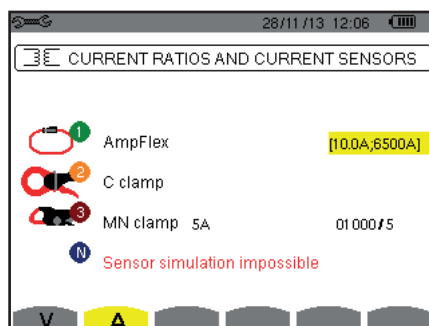 28/11/13 12:06
CURRENT RATIOS AND CURRENT SENSORS
1 AmpFlex [10.0A;6500A]
2 C clamp
3 MN clamp 5A 01000/5
N Sensor simulation impossible
V A